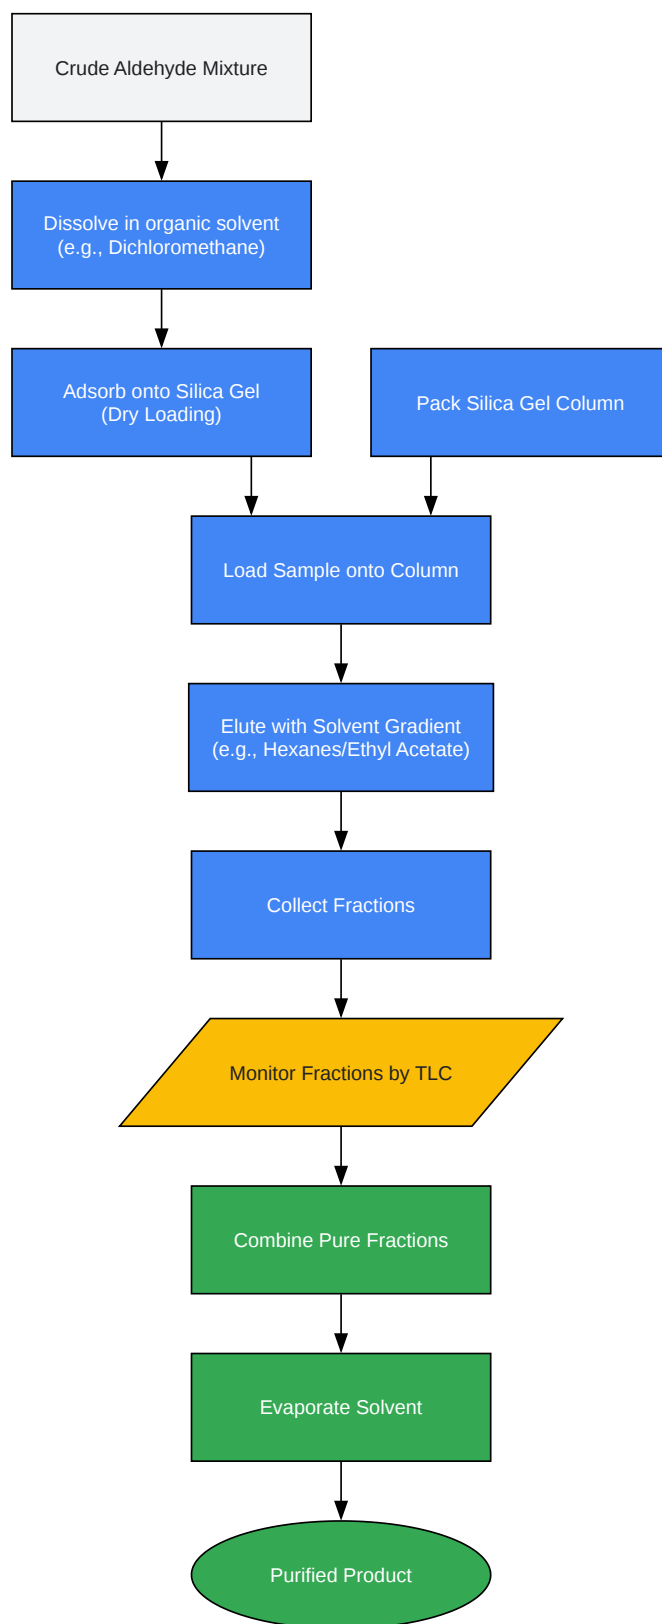 Crude Aldehyde Mixture
Dissolve in organic solvent
(e.g., Dichloromethane)
Adsorb onto Silica Gel
(Dry Loading)
Pack Silica Gel Column
Load Sample onto Column
Elute with Solvent Gradient
(e.g., Hexanes/Ethyl Acetate)
Collect Fractions
Monitor Fractions by TLC
Combine Pure Fractions
Evaporate Solvent
Purified Product